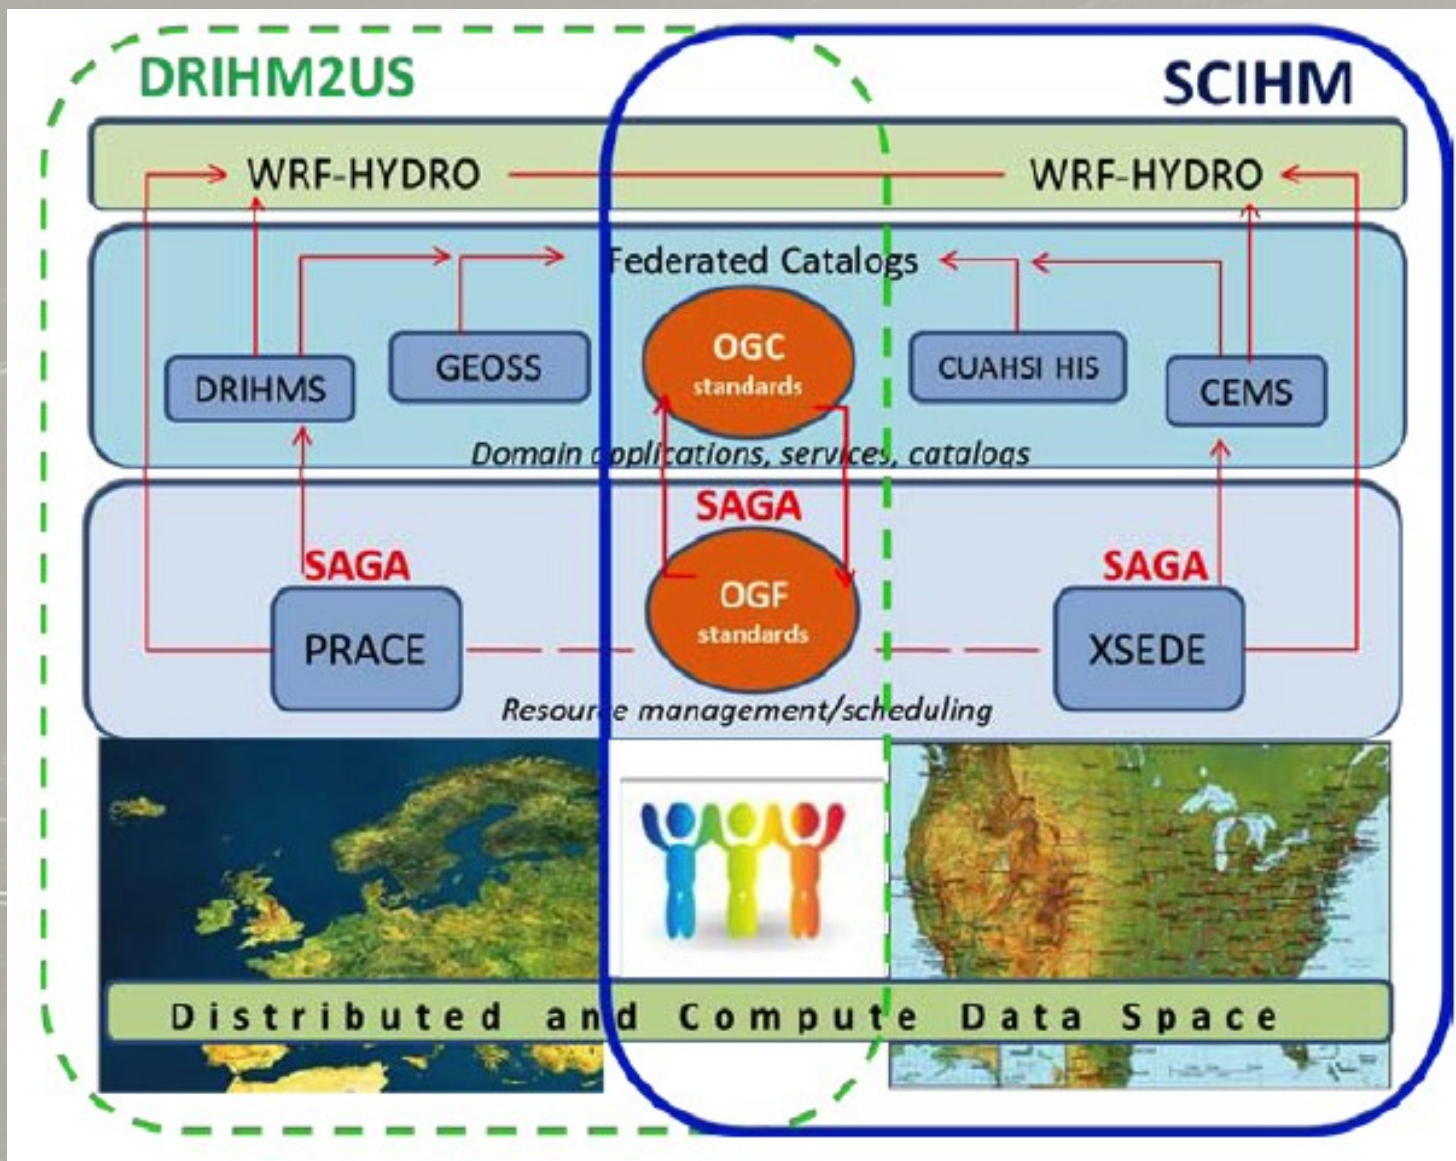 DRIHM2US
SCIHM
WRF-HYDRO
WRF-HYDRO
Federated Catalogs
DRIHMS
GEOSS
OGC
standards
CUAHSI HIS
CEMS
Domain applications, services, catalogs
SAGA
SAGA
SAGA
PRACE
OGF
standards
XSEDE
Resource management/scheduling
Distributed and Compute Data Space